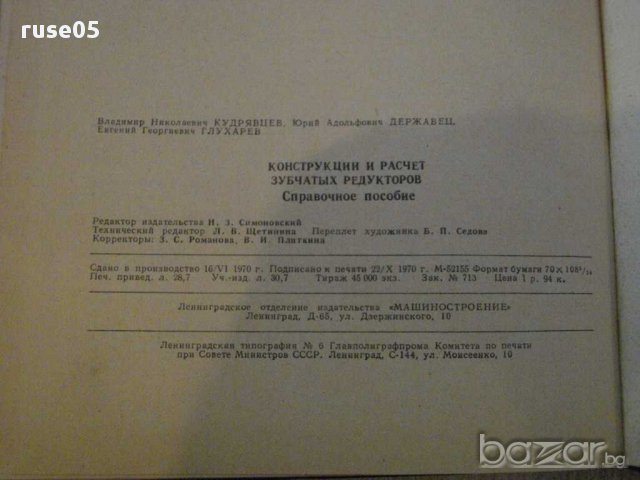 ruse05
Владимир Николаевич КУДРЯВЦЕВ, Юрий Адольфович ДЕРЖАВЕЦ,
Евгений Георгиевич ГЛУХАРЕВ
КОНСТРУКЦИИ И РАСЧЕТ
ЗУБЧАТЫХ РЕДУКТОРОВ
Справочное пособие
Редактор издательства Н. З. Симоновский
Технический редактор Л. В. Щетинина Переплет художника Б. П. Седова
Корректоры: З. С. Романова, В. И. Плиткина
Сдано в производство 16/VI 1970 г. Подписано к печати 22/X 1970 г. М-52155 Формат бумаги 70×108¹/₁₆
Печ. привед. л. 28,7 Уч.-изд. л. 30,7 Тираж 45 000 экз. Зак. № 713 Цена 1 р. 94 к.
Ленинградское отделение издательства «МАШИНОСТРОЕНИЕ»
Ленинград, Д-65, ул. Дзержинского, 10
Ленинградская типография № 6 Главполиграфпрома Комитета по печати
при Совете Министров СССР. Ленинград, С-144, ул. Моисеенко, 10
bazar.bg